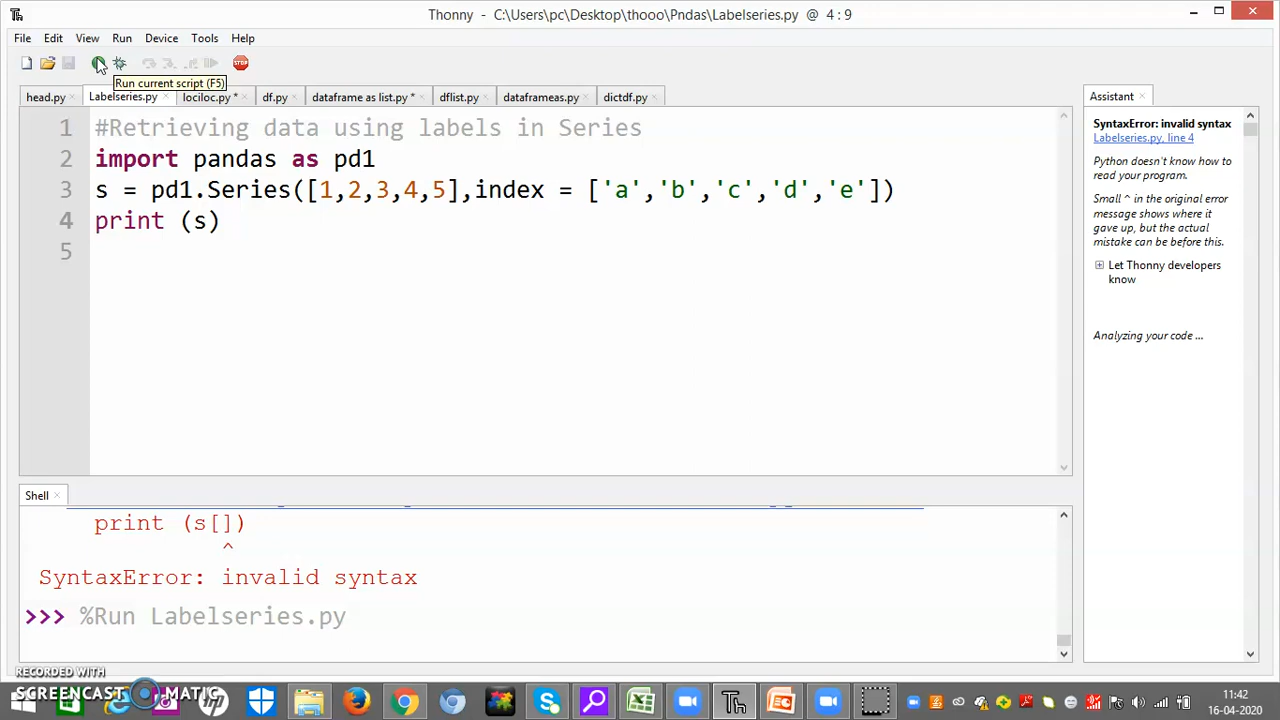 Thonny - C:\Users\pc\Desktop\thooo\Pndas\Labelseries.py @ 4 : 9
File Edit View Run Device Tools Help
STOP
Run current script (F5)
head.py Labelseries.py lociloc.py * df.py dataframe as list.py * dflist.py dataframeas.py dictdf.py
1 #Retrieving data using labels in Series
2 import pandas as pd1
3 s = pd1.Series([1,2,3,4,5],index = ['a','b','c','d','e'])
4 print (s)
5
Assistant
SyntaxError: invalid syntax
Labelseries.py, line 4
Python doesn't know how to
read your program.
Small ^ in the original error
message shows where it
gave up, but the actual
mistake can be before this.
Let Thonny developers
know
Analyzing your code ...
Shell
print (s[])
^
SyntaxError: invalid syntax
>>> %Run Labelseries.py
RECORDED WITH
SCREENCAST MATIC
11:42
16-04-2020